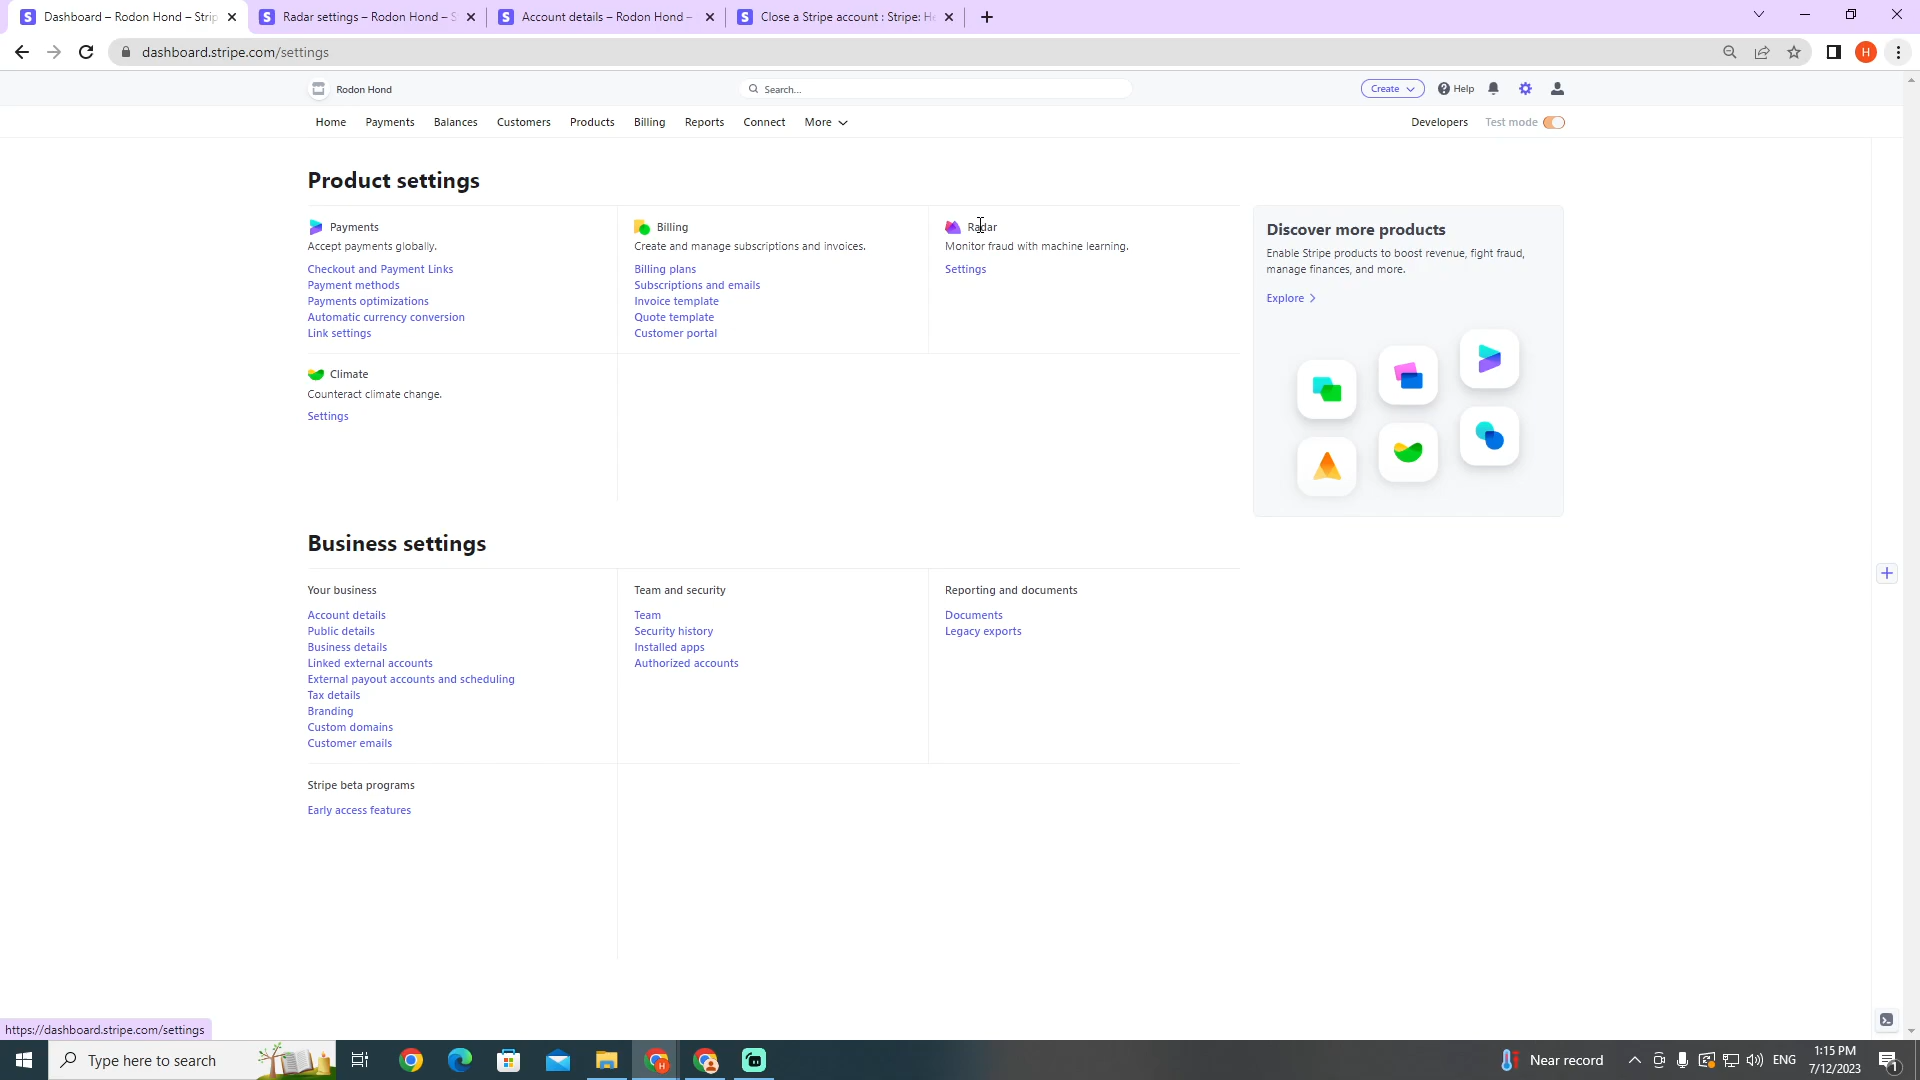 Dashboard – Rodon Hond – Strip
Radar settings – Rodon Hond – S
Account details – Rodon Hond –
Close a Stripe account : Stripe: He
dashboard.stripe.com/settings
H
Rodon Hond
Search...
Create
Help
Home
Payments
Balances
Customers
Products
Billing
Reports
Connect
More
Developers
Test mode
Product settings
Payments
Accept payments globally.
Checkout and Payment Links
Payment methods
Payments optimizations
Automatic currency conversion
Link settings
Billing
Create and manage subscriptions and invoices.
Billing plans
Subscriptions and emails
Invoice template
Quote template
Customer portal
Radar
Monitor fraud with machine learning.
Settings
Discover more products
Enable Stripe products to boost revenue, fight fraud,
manage finances, and more.
Explore
Climate
Counteract climate change.
Settings
Business settings
Your business
Account details
Public details
Business details
Linked external accounts
External payout accounts and scheduling
Tax details
Branding
Custom domains
Customer emails
Team and security
Team
Security history
Installed apps
Authorized accounts
Reporting and documents
Documents
Legacy exports
Stripe beta programs
Early access features
https://dashboard.stripe.com/settings
Type here to search
Near record
ENG
1:15 PM
7/12/2023
1